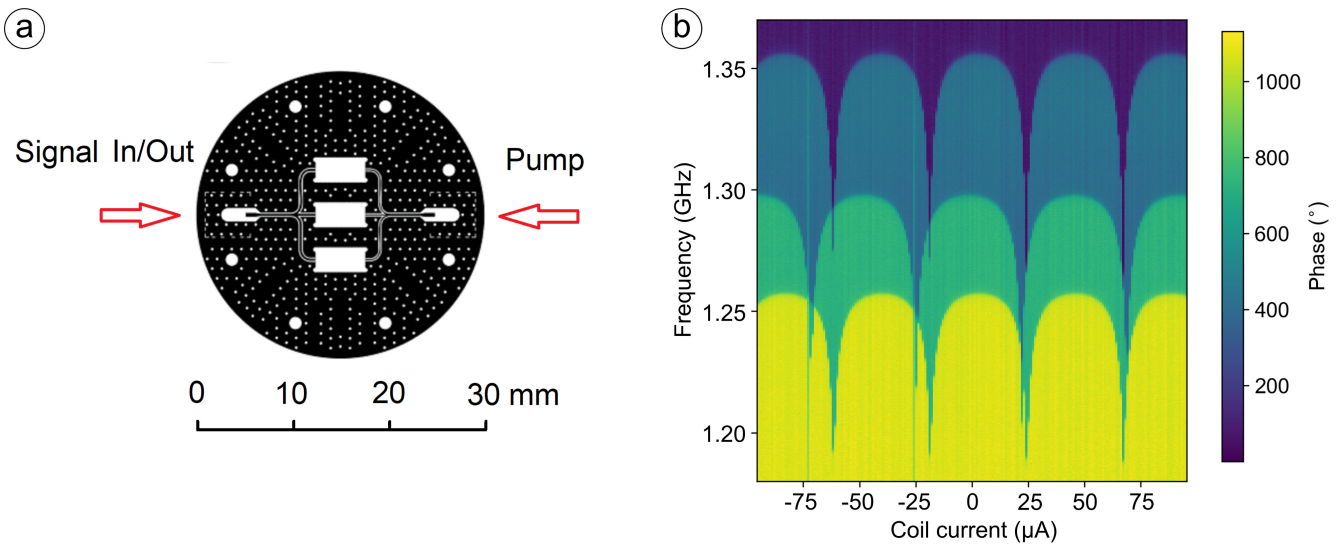 a
Signal In/Out
Pump
0 10 20 30 mm
b
Frequency (GHz)
1.35
1.30
1.25
1.20
-75 -50 -25 0 25 50 75
Coil current (µA)
1000
800
600
400
200
Phase (°)